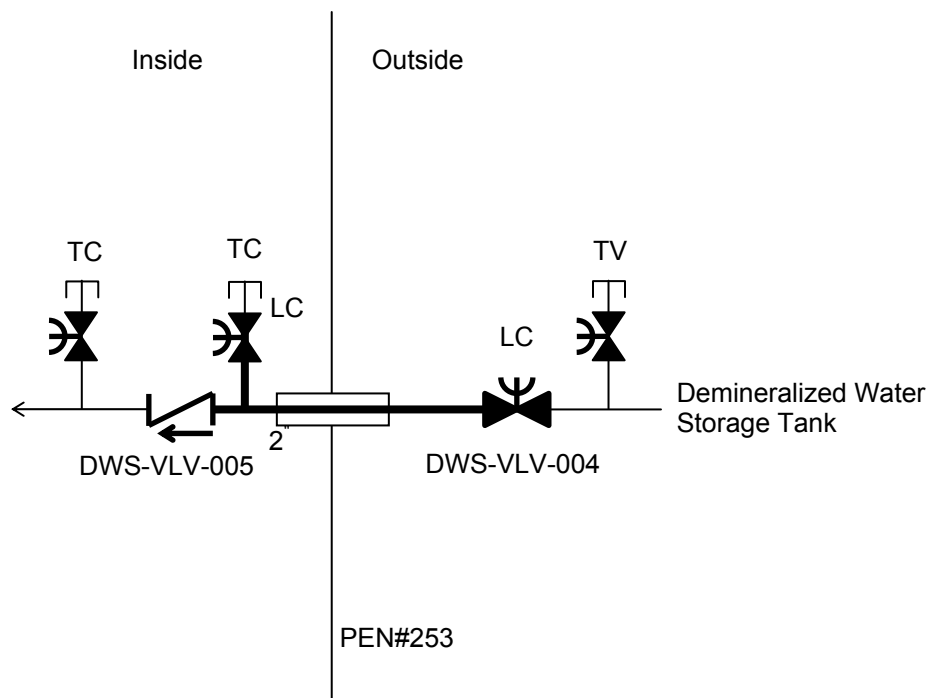 Inside
Outside
TC
TC
TV
LC
LC
Demineralized Water
Storage Tank
2"
DWS-VLV-005
DWS-VLV-004
PEN#253